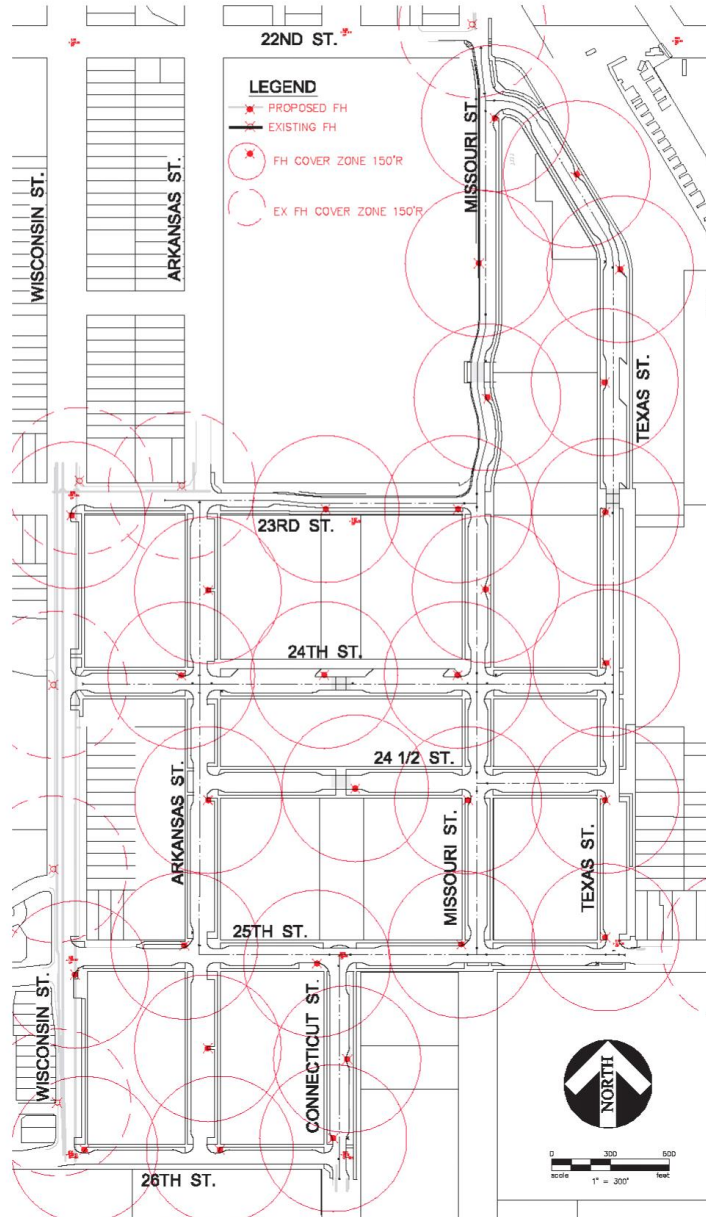 22ND ST.
LEGEND
PROPOSED FH
EXISTING FH
FH COVER ZONE 150'R
EX FH COVER ZONE 150'R
WISCONSIN ST.
ARKANSAS ST.
MISSOURI ST.
TEXAS ST.
23RD ST.
24TH ST.
24 1/2 ST.
ARKANSAS ST.
MISSOURI ST.
TEXAS ST.
25TH ST.
WISCONSIN ST.
CONNECTICUT ST.
NORTH
0 300 600
scale feet
1" = 300'
26TH ST.